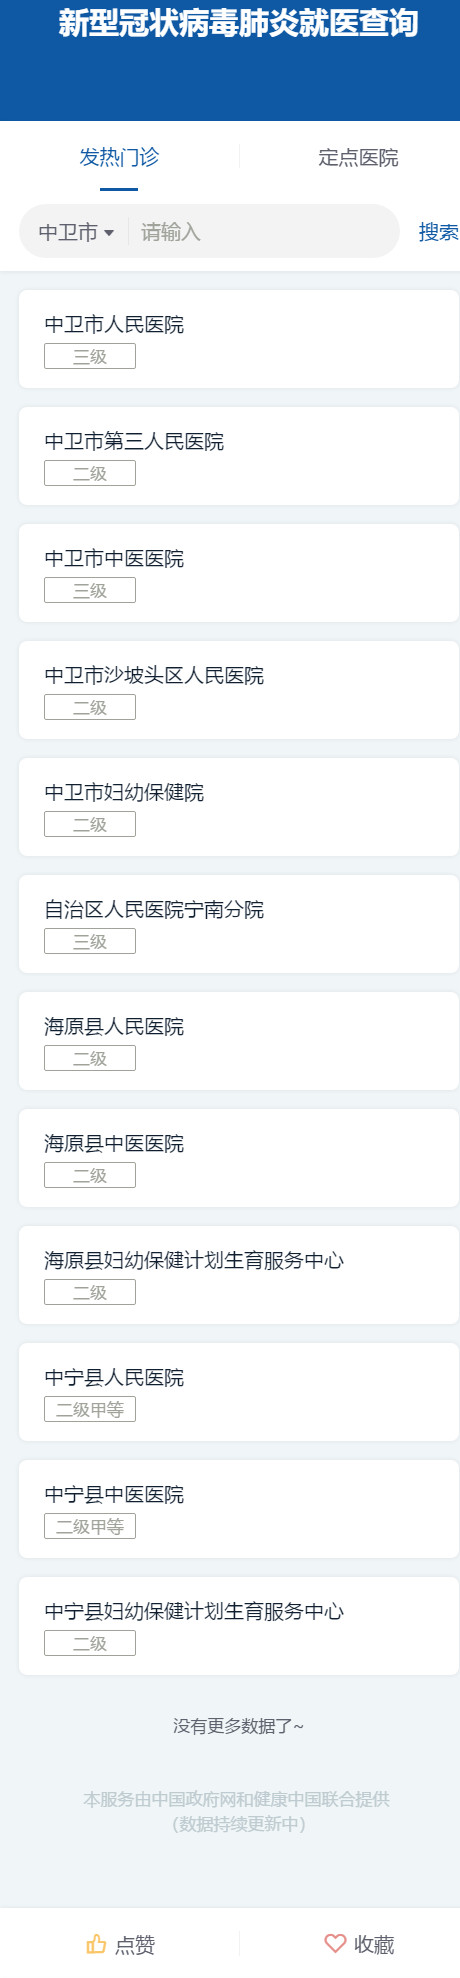 新型冠状病毒肺炎就医查询
发热门诊 定点医院
中卫市 请输入 搜索
中卫市人民医院
三级
中卫市第三人民医院
二级
中卫市中医医院
三级
中卫市沙坡头区人民医院
二级
中卫市妇幼保健院
二级
自治区人民医院宁南分院
三级
海原县人民医院
二级
海原县中医医院
二级
海原县妇幼保健计划生育服务中心
二级
中宁县人民医院
二级甲等
中宁县中医医院
二级甲等
中宁县妇幼保健计划生育服务中心
二级
没有更多数据了~
本服务由中国政府网和健康中国联合提供
(数据持续更新中)
点赞 收藏